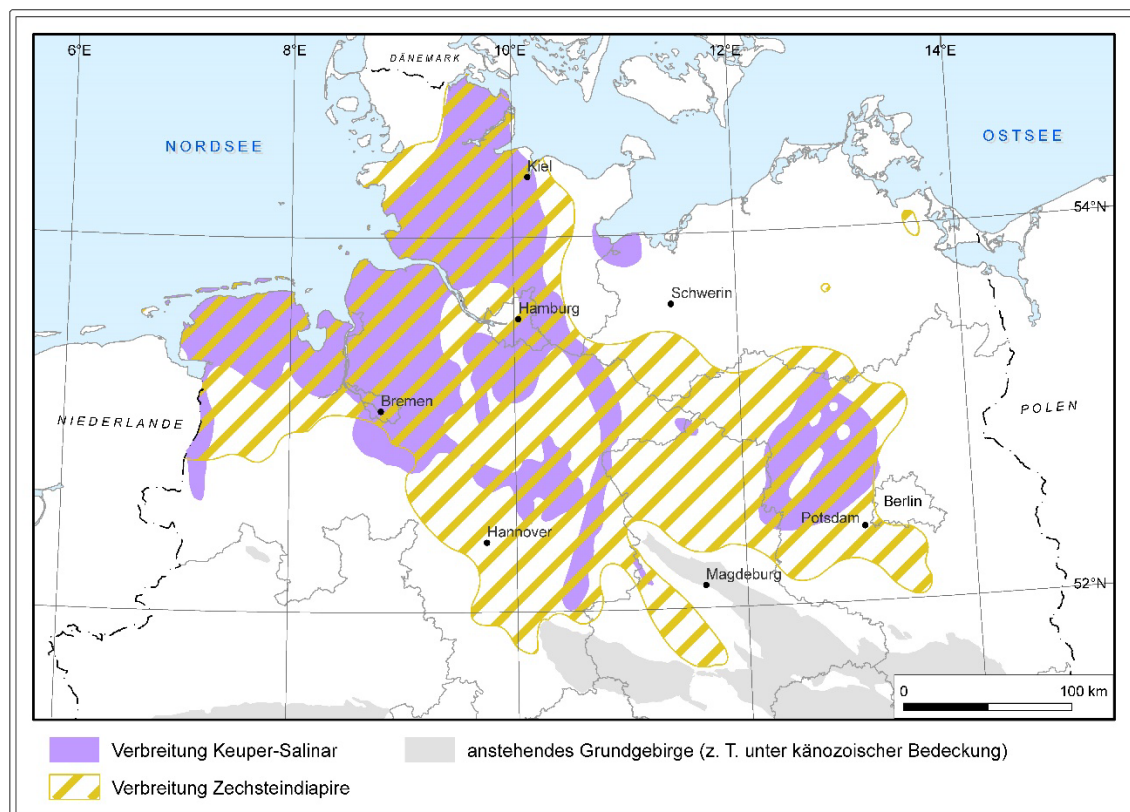 6°E 8°E 10°E 12°E 14°E
DÄNEMARK
NORDSEE
OSTSEE
Kiel
54°N
Schwerin
Hamburg
Bremen
NIEDERLANDE
POLEN
Berlin
Potsdam
Hannover
Magdeburg
52°N
0 100 km
Verbreitung Keuper-Salinar anstehendes Grundgebirge (z. T. unter känozoischer Bedeckung)
Verbreitung Zechsteindiapire